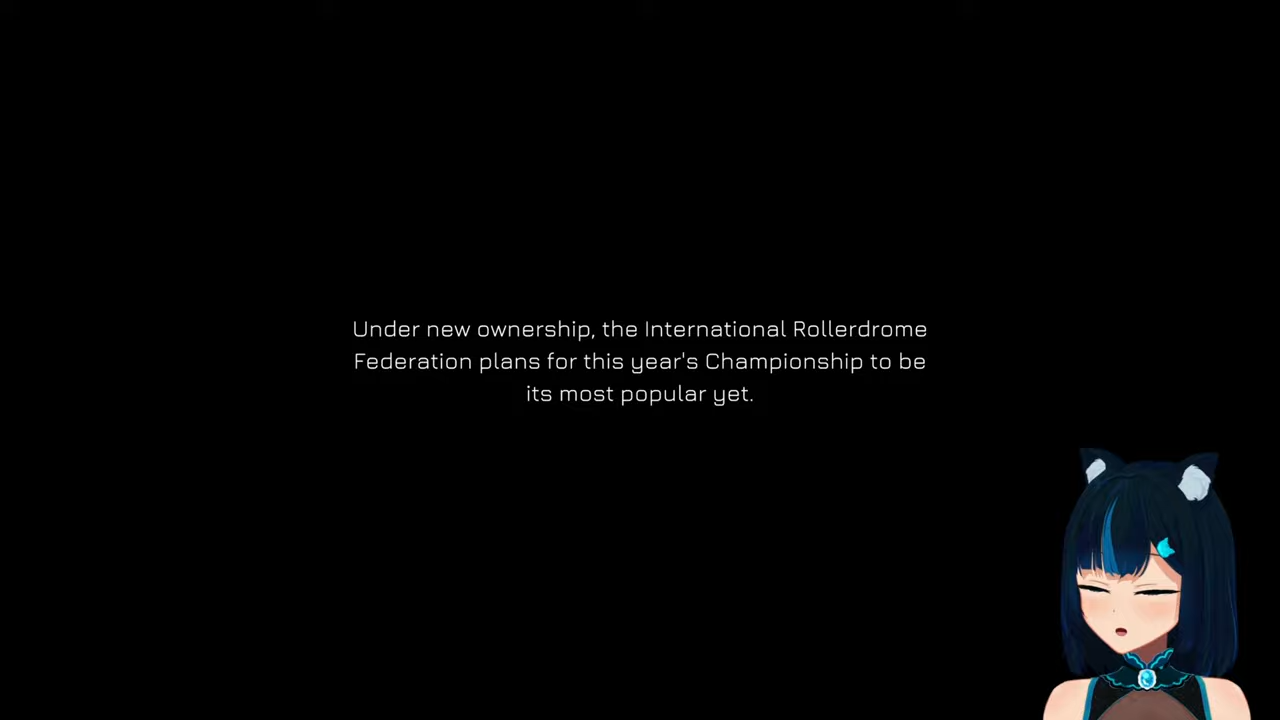 Under new ownership, the International Rollerdrome
Federation plans for this year's Championship to be
its most popular yet.